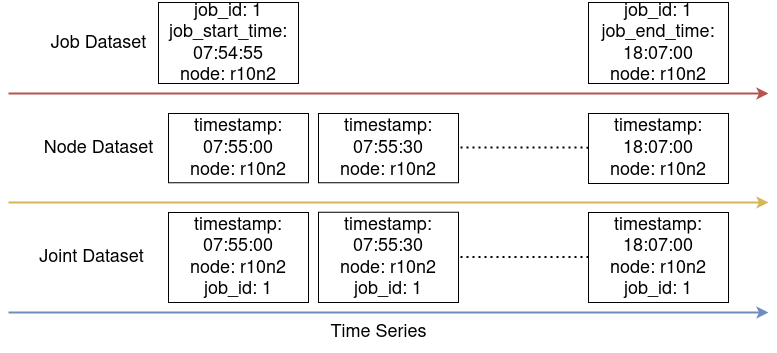 Job Dataset
job_id: 1
job_start_time:
07:54:55
node: r10n2
job_id: 1
job_end_time:
18:07:00
node: r10n2
Node Dataset
timestamp:
07:55:00
node: r10n2
timestamp:
07:55:30
node: r10n2
timestamp:
18:07:00
node: r10n2
Joint Dataset
timestamp:
07:55:00
node: r10n2
job_id: 1
timestamp:
07:55:30
node: r10n2
job_id: 1
timestamp:
18:07:00
node: r10n2
job_id: 1
Time Series